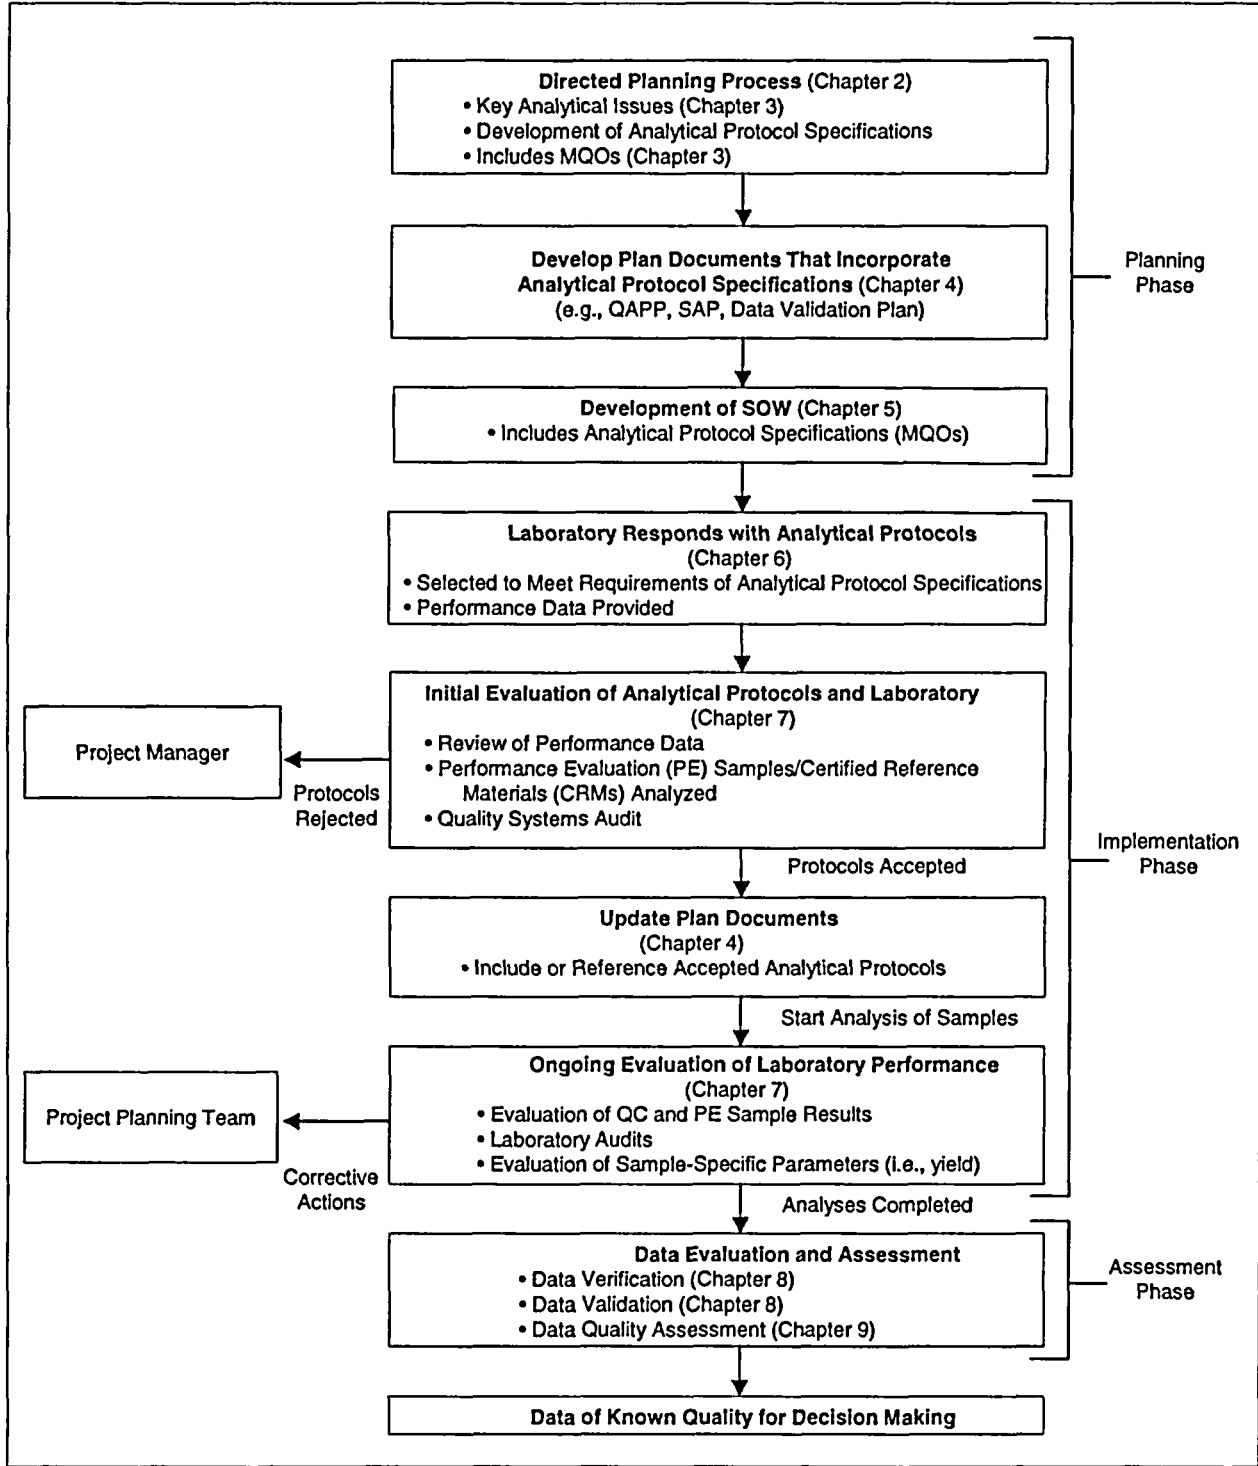 Directed Planning Process (Chapter 2)
• Key Analytical Issues (Chapter 3)
• Development of Analytical Protocol Specifications
• Includes MQOs (Chapter 3)
Develop Plan Documents That Incorporate
Analytical Protocol Specifications (Chapter 4)
(e.g., QAPP, SAP, Data Validation Plan)
Planning
Phase
Development of SOW (Chapter 5)
• Includes Analytical Protocol Specifications (MQOs)
Laboratory Responds with Analytical Protocols
(Chapter 6)
• Selected to Meet Requirements of Analytical Protocol Specifications
• Performance Data Provided
Initial Evaluation of Analytical Protocols and Laboratory
(Chapter 7)
• Review of Performance Data
• Performance Evaluation (PE) Samples/Certified Reference
Materials (CRMs) Analyzed
• Quality Systems Audit
Project Manager
Protocols
Rejected
Implementation
Phase
Protocols Accepted
Update Plan Documents
(Chapter 4)
• Include or Reference Accepted Analytical Protocols
Start Analysis of Samples
Ongoing Evaluation of Laboratory Performance
(Chapter 7)
• Evaluation of QC and PE Sample Results
• Laboratory Audits
• Evaluation of Sample-Specific Parameters (i.e., yield)
Project Planning Team
Corrective
Actions
Analyses Completed
Data Evaluation and Assessment
• Data Verification (Chapter 8)
• Data Validation (Chapter 8)
• Data Quality Assessment (Chapter 9)
Assessment
Phase
Data of Known Quality for Decision Making